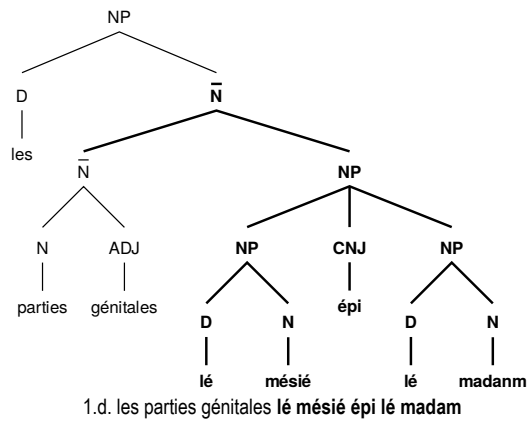 NP
D N̄
les N̄ NP
N ADJ NP CNJ NP
parties génitales D N épi D N
lé mésié lé madanm
1.d. les parties génitales lé mésié épi lé madam